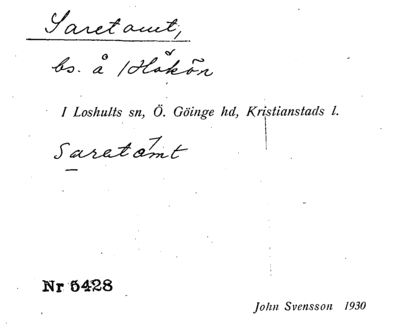 Saretomt,
bs. å /Håkön
I Loshults sn, Ö. Göinge hd, Kristianstads l.
Saretomt
Nr 5428
John Svensson 1930